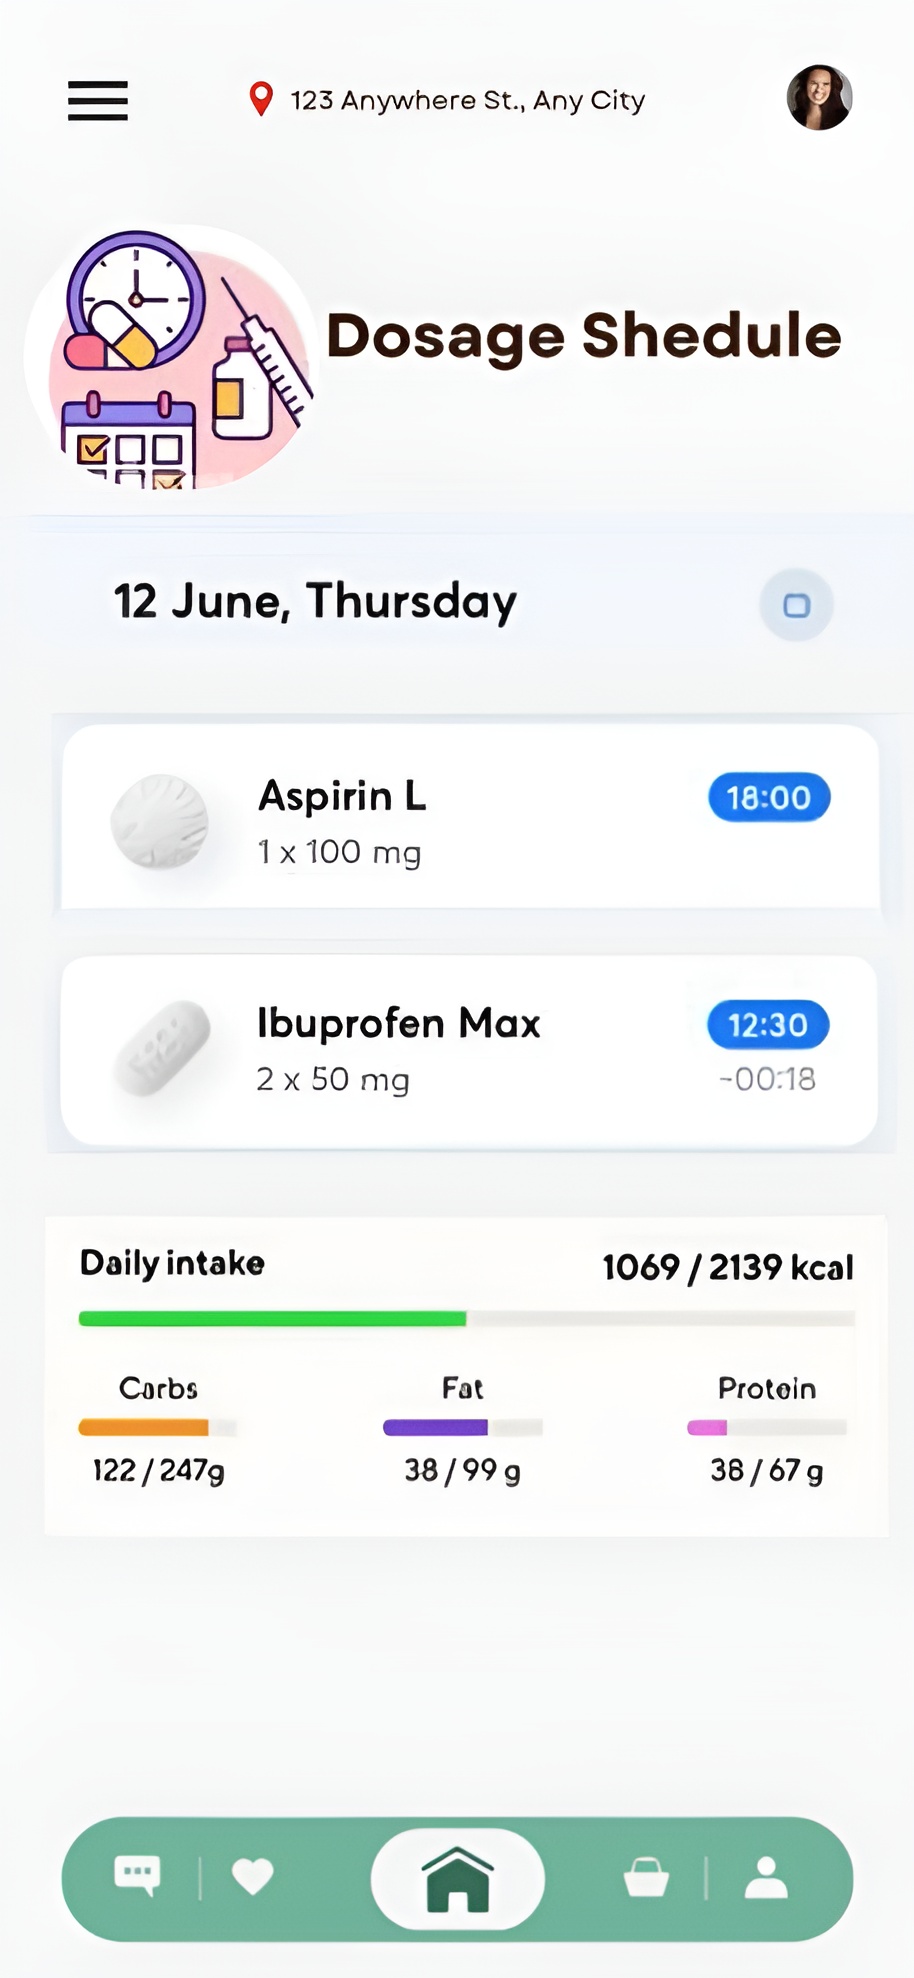 123 Anywhere St., Any City
Dosage Shedule
12 June, Thursday
Aspirin L
18:00
1 x 100 mg
Ibuprofen Max
12:30
2 x 50 mg
-00:18
Daily intake
1069 / 2139 kcal
Carbs Fat Protein
122 / 247g 38 / 99 g 38 / 67 g